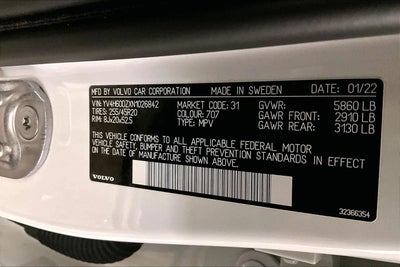 MFD BY VOLVO CAR CORPORATION MADE IN SWEDEN DATE: 01/22
VIN: YV4H60DZXN1026842 MARKET CODE: 31 GVWR: 5860 LB
TIRES: 255/45R20 COLOUR: 707 GAWR FRONT: 2910 LB
RIM: 8Jx20x52.5 TYPE: MPV GAWR REAR: 3130 LB
THIS VEHICLE CONFORMS TO ALL APPLICABLE FEDERAL MOTOR
VEHICLE SAFETY, BUMPER AND THEFT PREVENTION STANDARDS IN EFFECT
ON THE DATE OF MANUFACTURE SHOWN ABOVE.
VOLVO
32366354